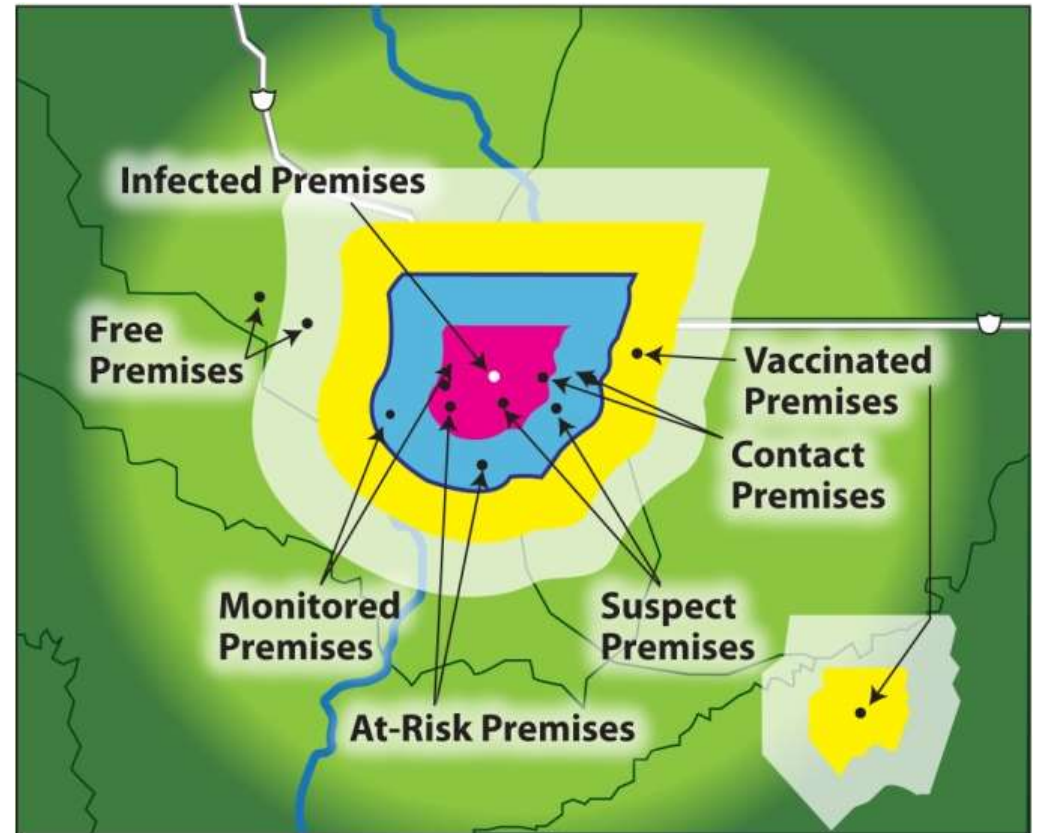 Infected Premises
Free
Premises
Vaccinated
Premises
Contact
Premises
Monitored
Premises
Suspect
Premises
At-Risk Premises